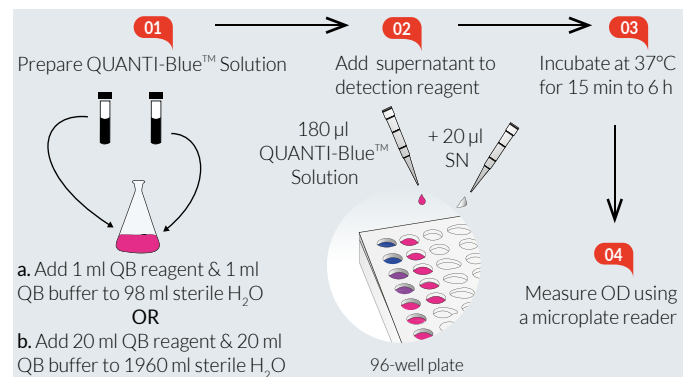 01
Prepare QUANTI-Blue™ Solution
a. Add 1 ml QB reagent & 1 ml
QB buffer to 98 ml sterile H₂O
OR
b. Add 20 ml QB reagent & 20 ml
QB buffer to 1960 ml sterile H₂O
02
Add supernatant to
detection reagent
180 µl
QUANTI-Blue™
Solution
+ 20 µl
SN
96-well plate
03
Incubate at 37°C
for 15 min to 6 h
04
Measure OD using
a microplate reader